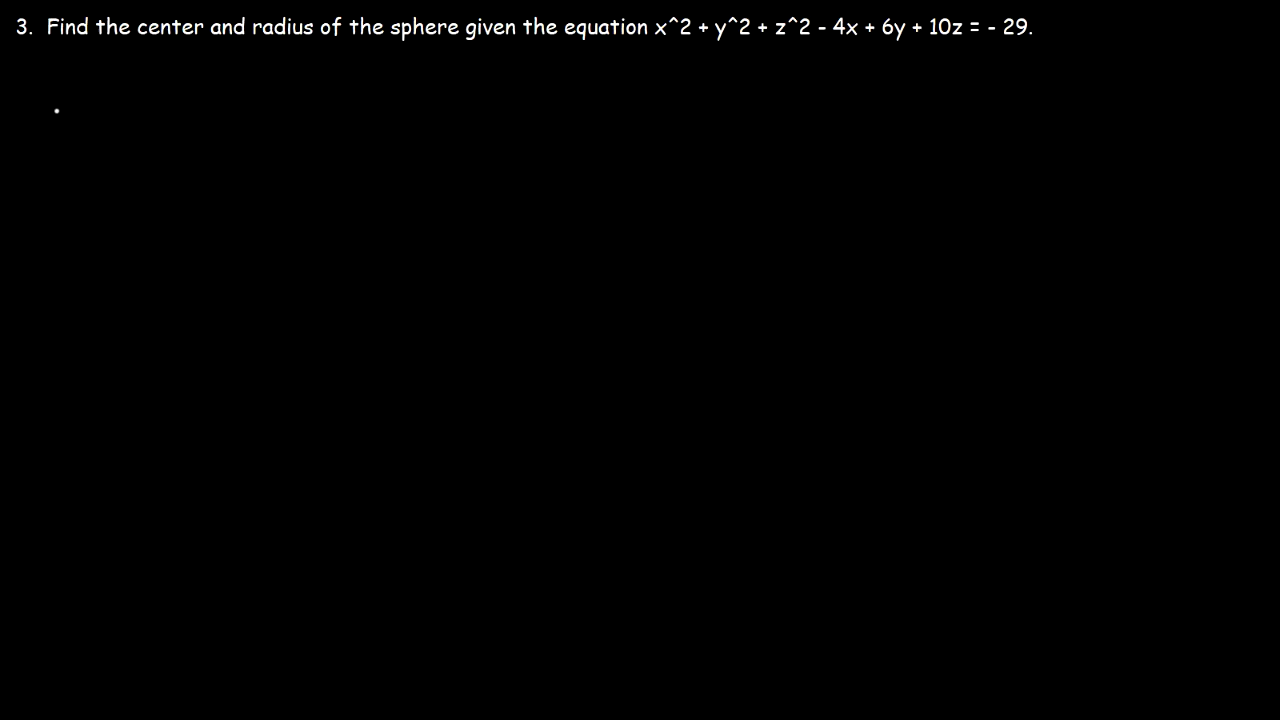 3. Find the center and radius of the sphere given the equation x^2 + y^2 + z^2 - 4x + 6y + 10z = - 29.